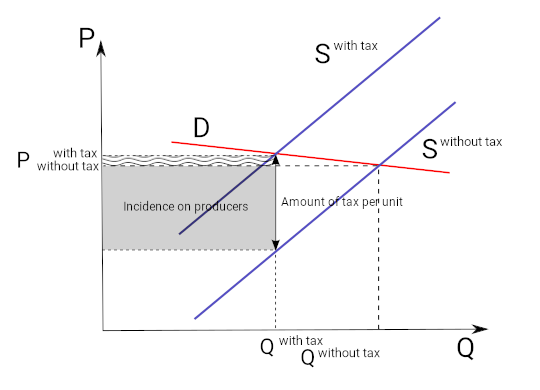 P
S with tax
D
S without tax
P with tax
without tax
Incidence on producers
Amount of tax per unit
Q with tax
Q without tax
Q